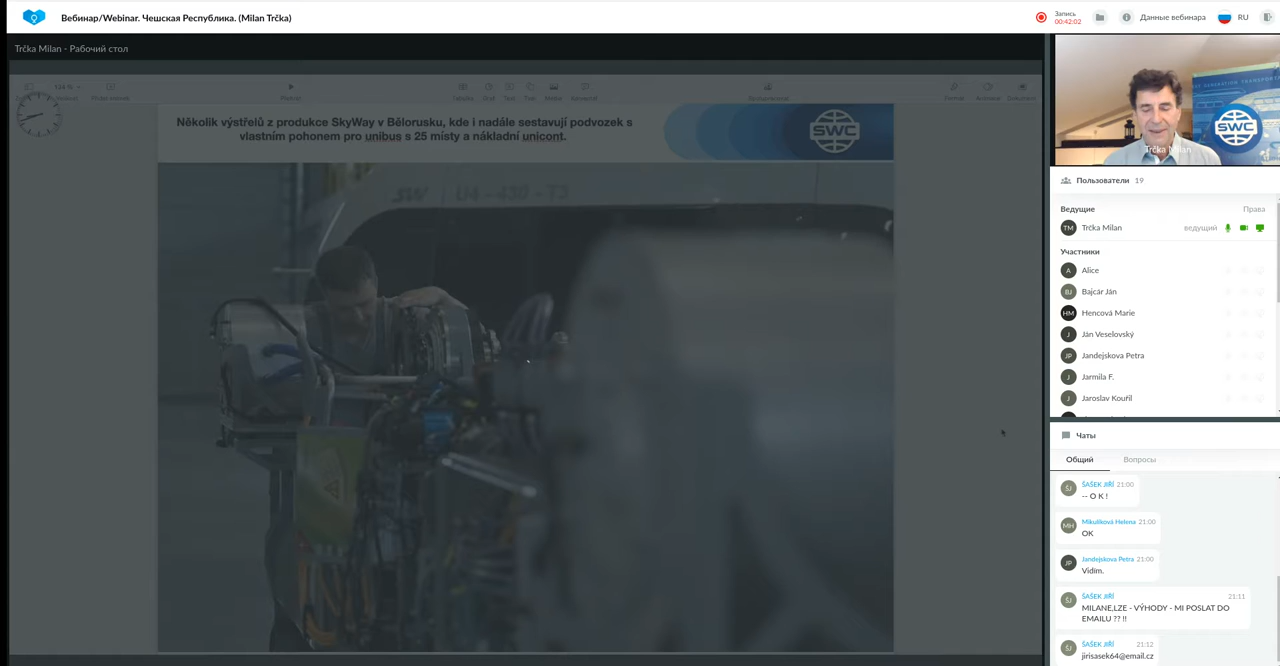 Вебинар/Webinar. Чешская Республика. (Milan Trčka)
Запись
00:42:02
Данные вебинара
RU
Trčka Milan - Рабочий стол
Několik výstřelů z produkce SkyWay v Bělorusku, kde i nadále sestavují podvozek s
vlastním pohonem pro unibus s 25 místy a nákladní unicont.
SWC
SW U4-430-T3
SWC
Trčka Milan
Пользователи 19
Ведущие
Права
TM
Trčka Milan
ведущий
Участники
A
Alice
BJ
Bajcár Ján
HM
Hencová Marie
J
Ján Veselovský
JP
Jandejskova Petra
J
Jarmila F.
J
Jaroslav Kouřil
Чаты
Общий
Вопросы
ŠJ
ŠAŠEK JIŘÍ 21:00
-- O K !
MH
Mikulíková Helena 21:00
OK
JP
Jandejskova Petra 21:00
Vidím.
ŠJ
ŠAŠEK JIŘÍ 21:11
MILANE,LZE - VÝHODY - MI POSLAT DO
EMAILU ?? !!
ŠJ
ŠAŠEK JIŘÍ 21:12
jirisasek64@email.cz